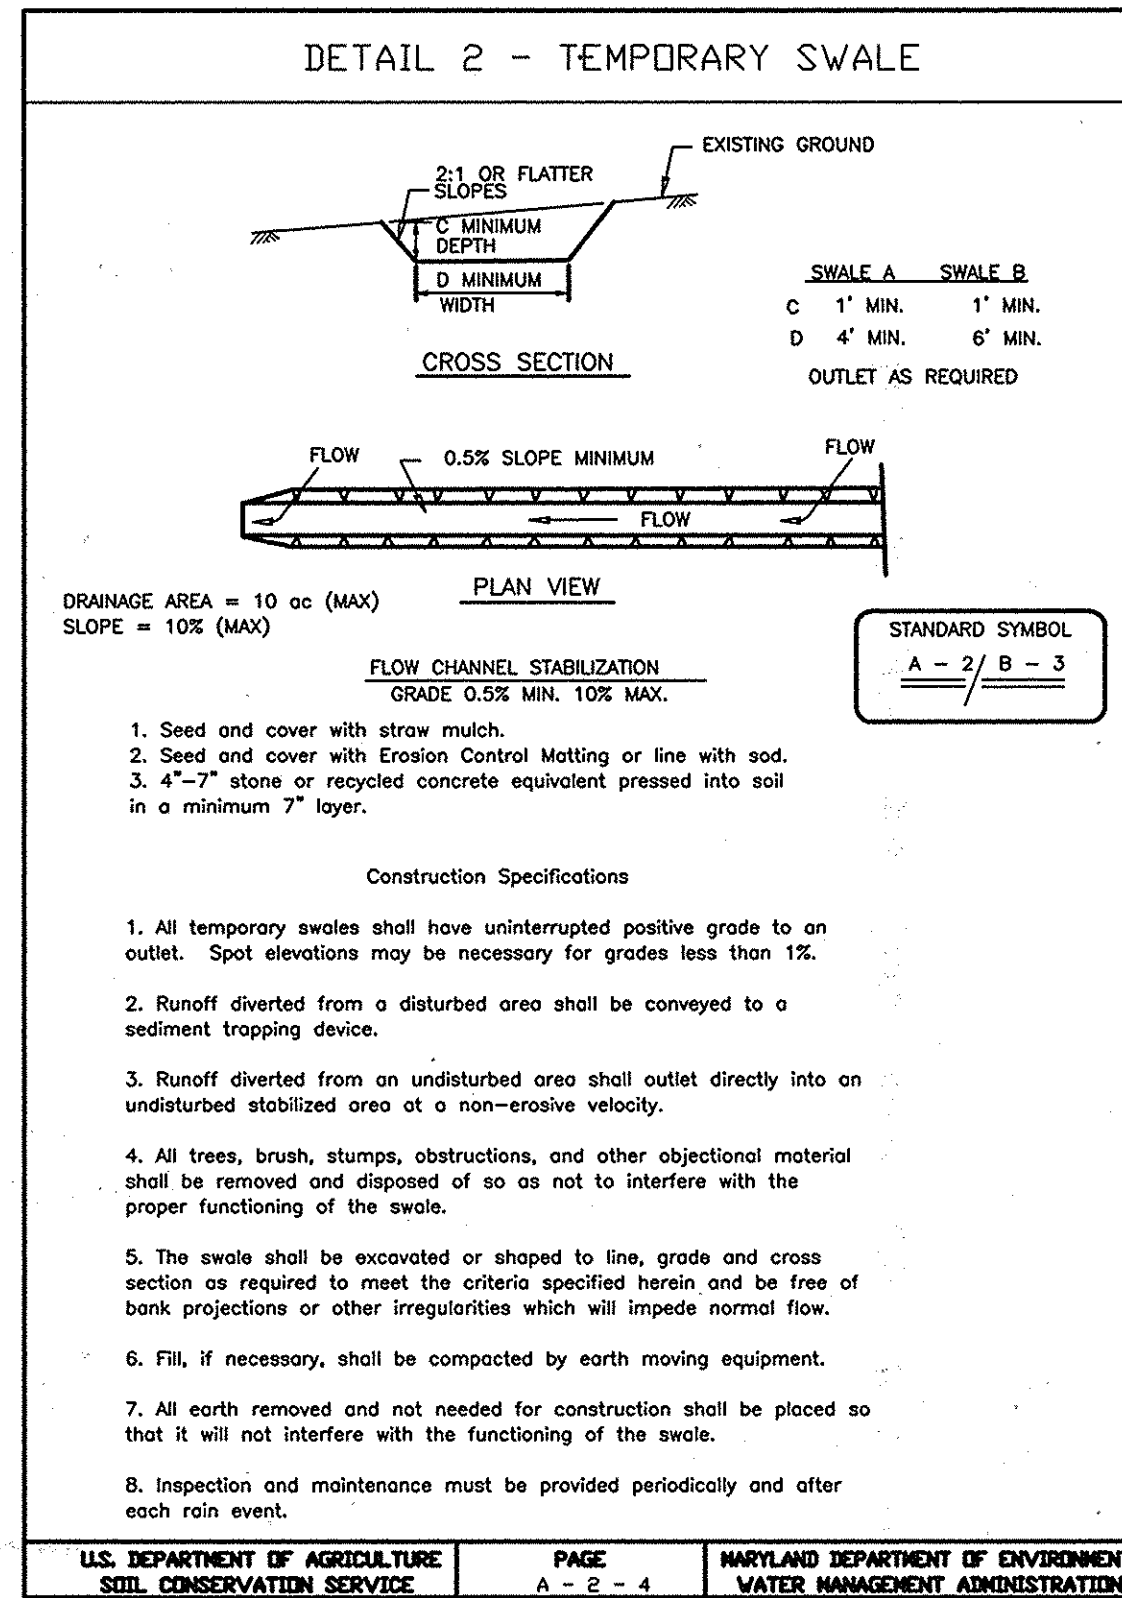 DETAIL 2 - TEMPORARY SWALE
EXISTING GROUND
2:1 OR FLATTER
SLOPES
C MINIMUM
DEPTH
D MINIMUM
WIDTH
CROSS SECTION
SWALE A SWALE B
C 1' MIN. 1' MIN.
D 4' MIN. 6' MIN.
OUTLET AS REQUIRED
FLOW 0.5% SLOPE MINIMUM FLOW
FLOW
PLAN VIEW
DRAINAGE AREA = 10 ac (MAX)
SLOPE = 10% (MAX)
STANDARD SYMBOL
A - 2/ B - 3
FLOW CHANNEL STABILIZATION
GRADE 0.5% MIN. 10% MAX.
1. Seed and cover with straw mulch.
2. Seed and cover with Erosion Control Matting or line with sod.
3. 4"-7" stone or recycled concrete equivalent pressed into soil
in a minimum 7" layer.
Construction Specifications
1. All temporary swales shall have uninterrupted positive grade to an
outlet. Spot elevations may be necessary for grades less than 1%.
2. Runoff diverted from a disturbed area shall be conveyed to a
sediment trapping device.
3. Runoff diverted from an undisturbed area shall outlet directly into an
undisturbed stabilized area at a non-erosive velocity.
4. All trees, brush, stumps, obstructions, and other objectional material
shall be removed and disposed of so as not to interfere with the
proper functioning of the swale.
5. The swale shall be excavated or shaped to line, grade and cross
section as required to meet the criteria specified herein and be free of
bank projections or other irregularities which will impede normal flow.
6. Fill, if necessary, shall be compacted by earth moving equipment.
7. All earth removed and not needed for construction shall be placed so
that it will not interfere with the functioning of the swale.
8. Inspection and maintenance must be provided periodically and after
each rain event.
U.S. DEPARTMENT OF AGRICULTURE
SOIL CONSERVATION SERVICE
PAGE
A - 2 - 4
MARYLAND DEPARTMENT OF ENVIRONMEN
WATER MANAGEMENT ADMINISTRATION